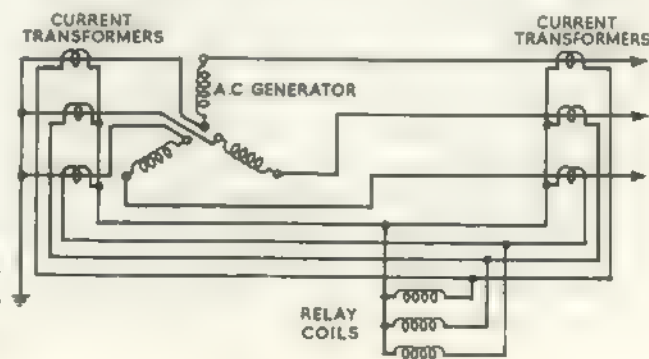 CURRENT
TRANSFORMERS
CURRENT
TRANSFORMERS
A.C GENERATOR
RELAY
COILS